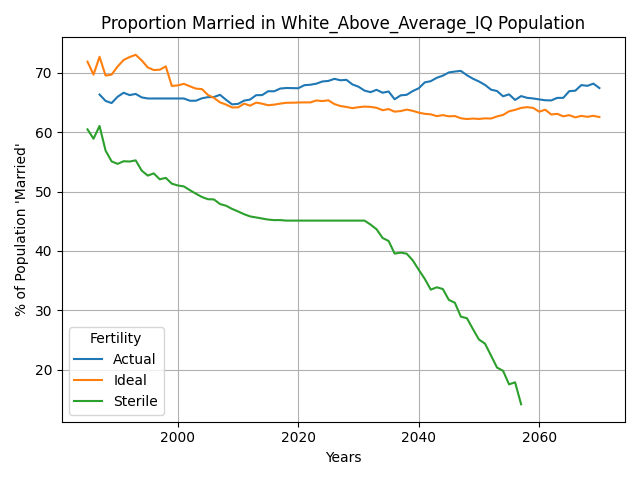 Proportion Married in White_Above_Average_IQ Population
% of Population 'Married'
70
60
50
40
30
20
Fertility
Actual
Ideal
Sterile
2000 2020 2040 2060
Years